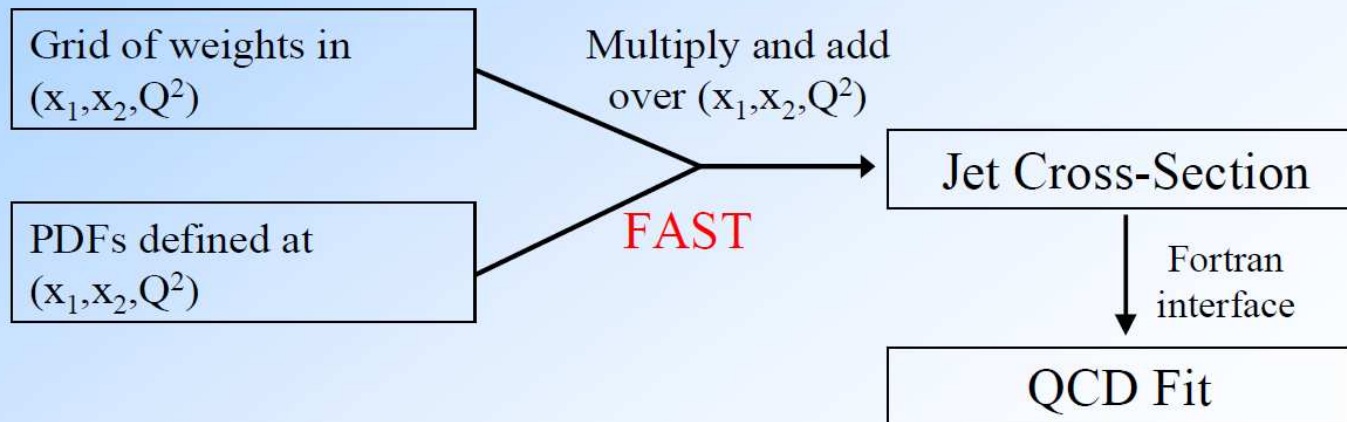 Grid of weights in
(x₁,x₂,Q²)
Multiply and add
over (x₁,x₂,Q²)
Jet Cross-Section
PDFs defined at
(x₁,x₂,Q²)
FAST
Fortran
interface
QCD Fit